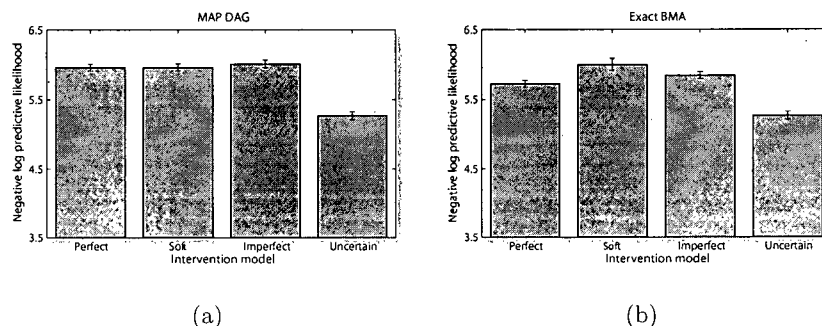 MAP DAG
Negative log predictive likelihood
6.5
5.5
4.5
3.5
Perfect Soft Imperfect Uncertain
Intervention model
(a)
Exact BMA
Negative log predictive likelihood
6.5
5.5
4.5
3.5
Perfect Soft Imperfect Uncertain
Intervention model
(b)